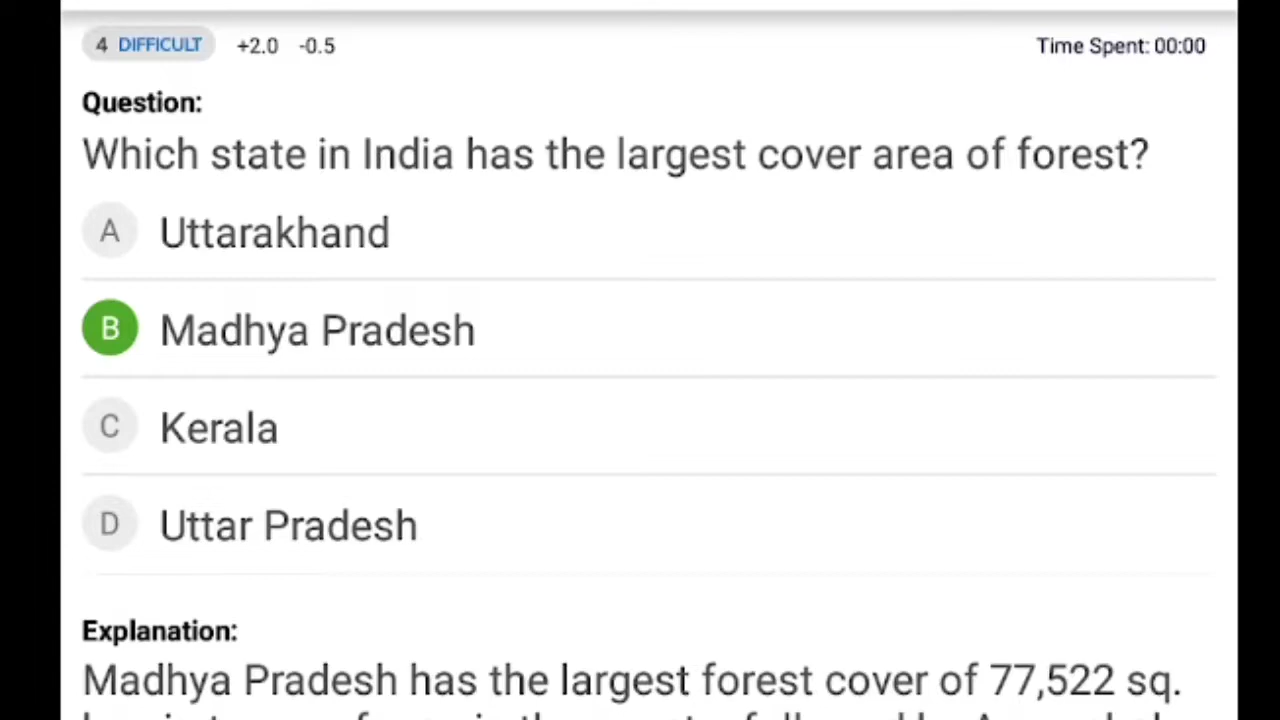 4 DIFFICULT +2.0 -0.5 Time Spent: 00:00
Question:
Which state in India has the largest cover area of forest?
A Uttarakhand
B Madhya Pradesh
C Kerala
D Uttar Pradesh
Explanation:
Madhya Pradesh has the largest forest cover of 77,522 sq.